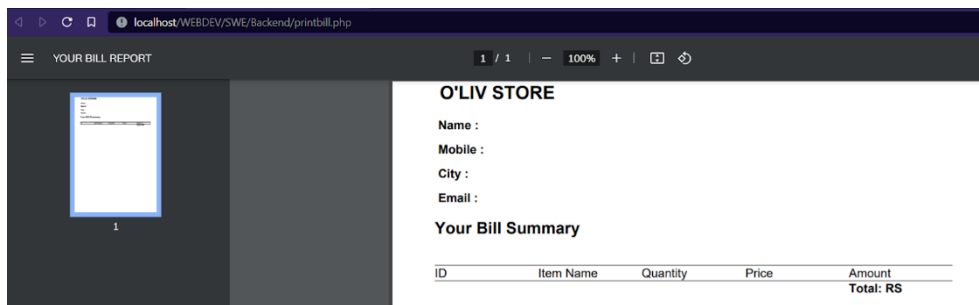 localhost/WEBDEV/SWE/Backend/printbill.php
YOUR BILL REPORT
1 / 1
100%
1
O'LIV STORE
Name :
Mobile :
City :
Email :
Your Bill Summary
ID Item Name Quantity Price Amount
Total: RS